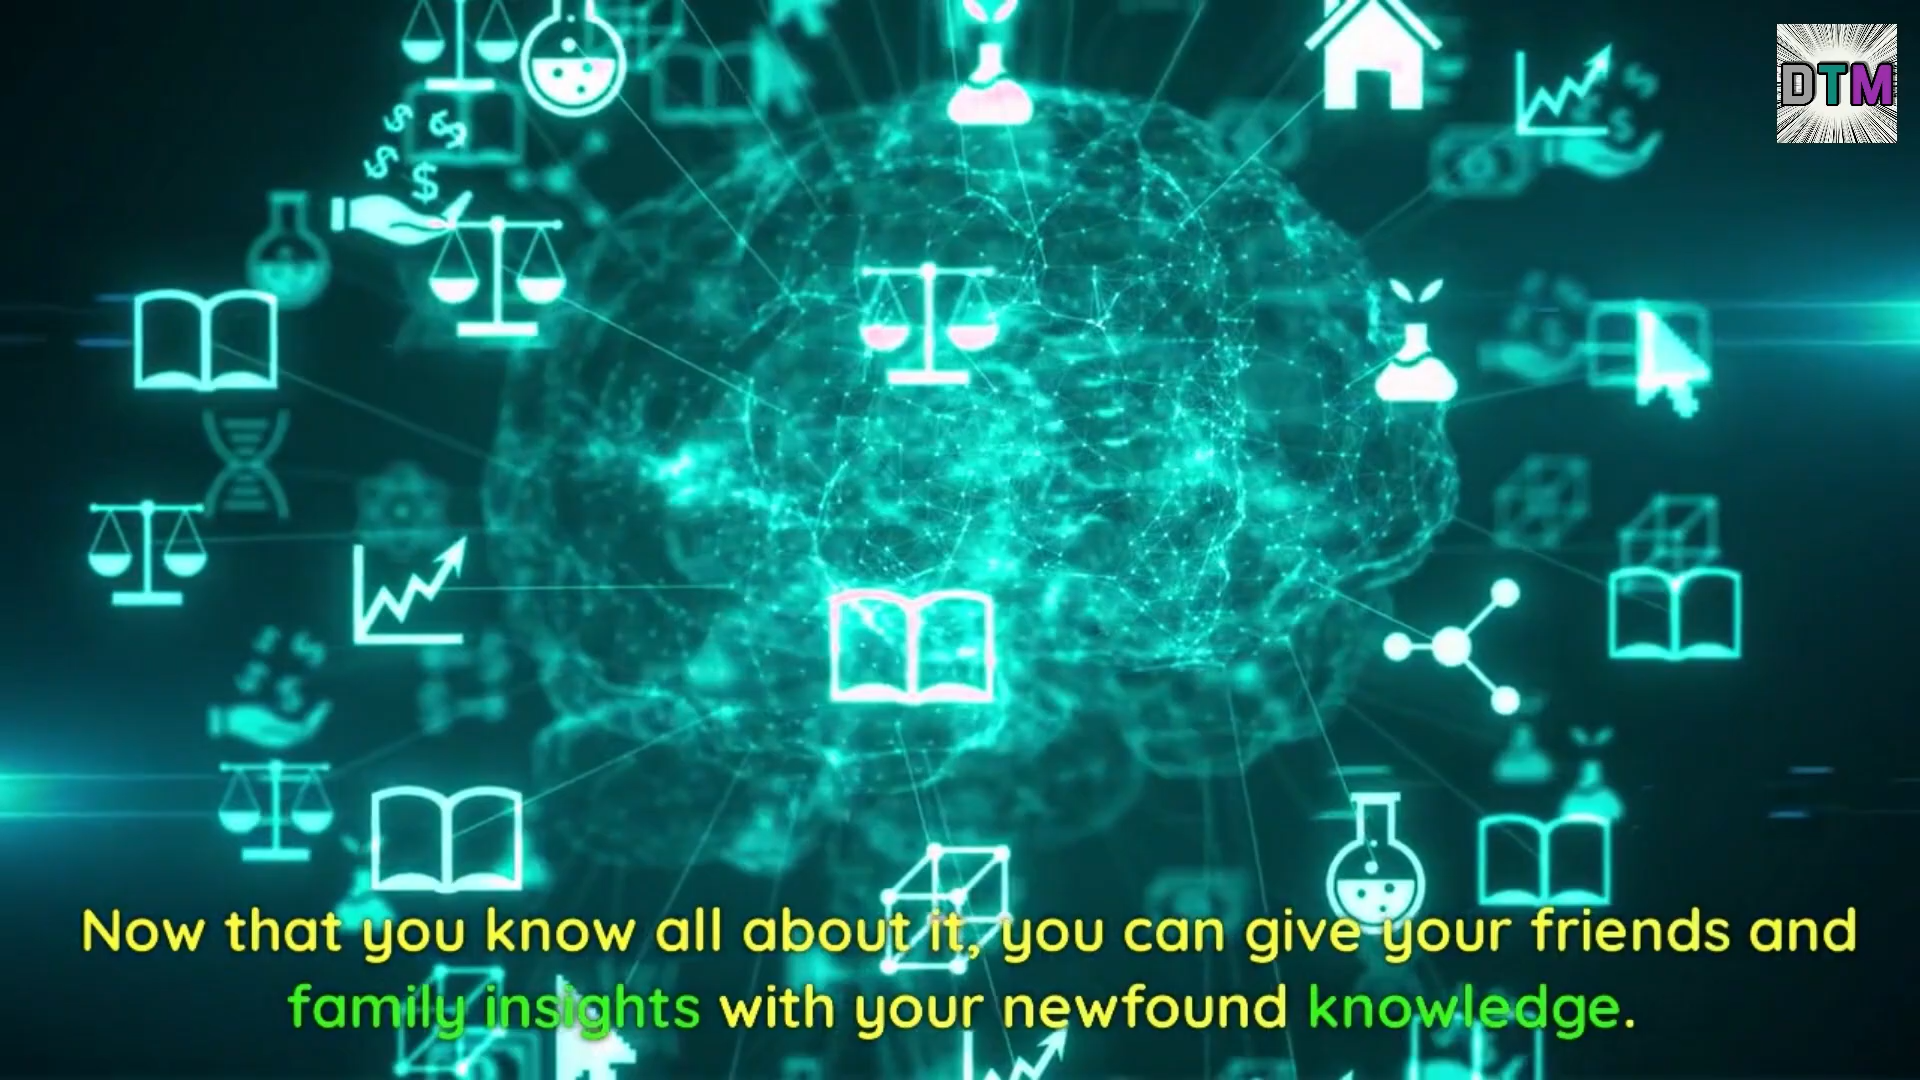 DTM
Now that you know all about it, you can give your friends and
family insights with your newfound knowledge.